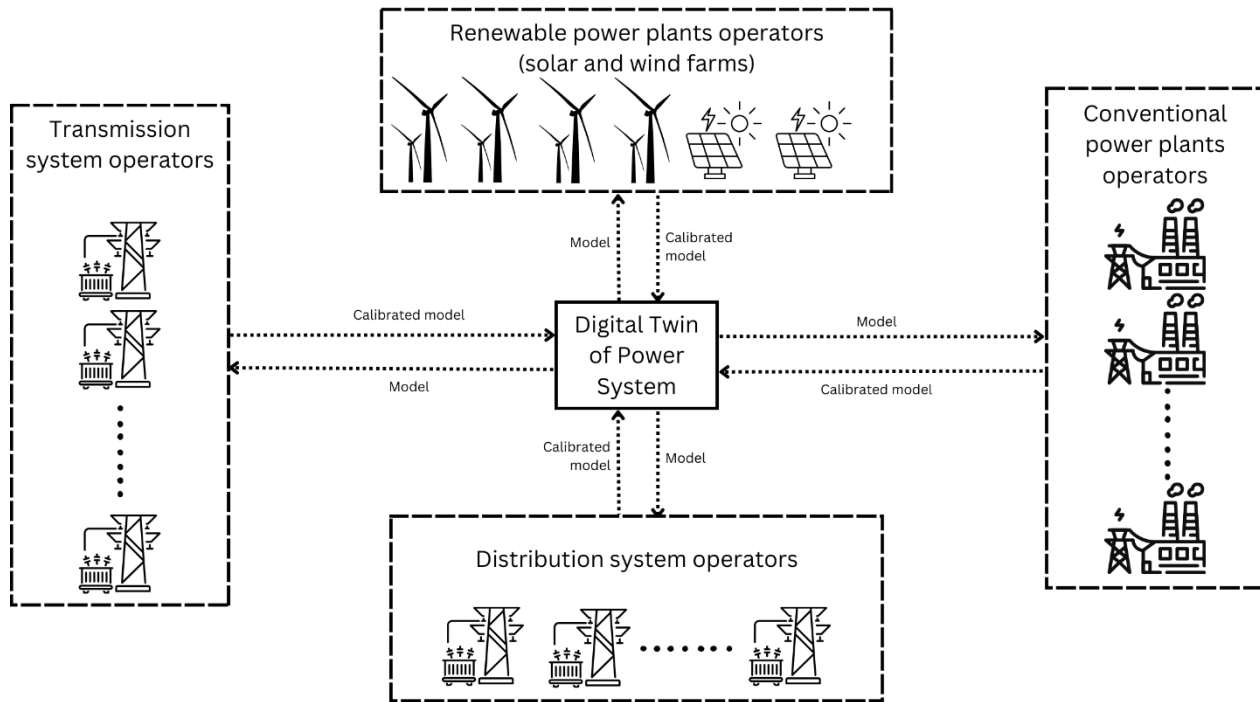 Renewable power plants operators
(solar and wind farms)
Transmission
system operators
Conventional
power plants
operators
Model
Calibrated
model
Calibrated model
Model
Digital Twin
of Power
System
Model
Calibrated model
Calibrated
model
Model
Distribution system operators